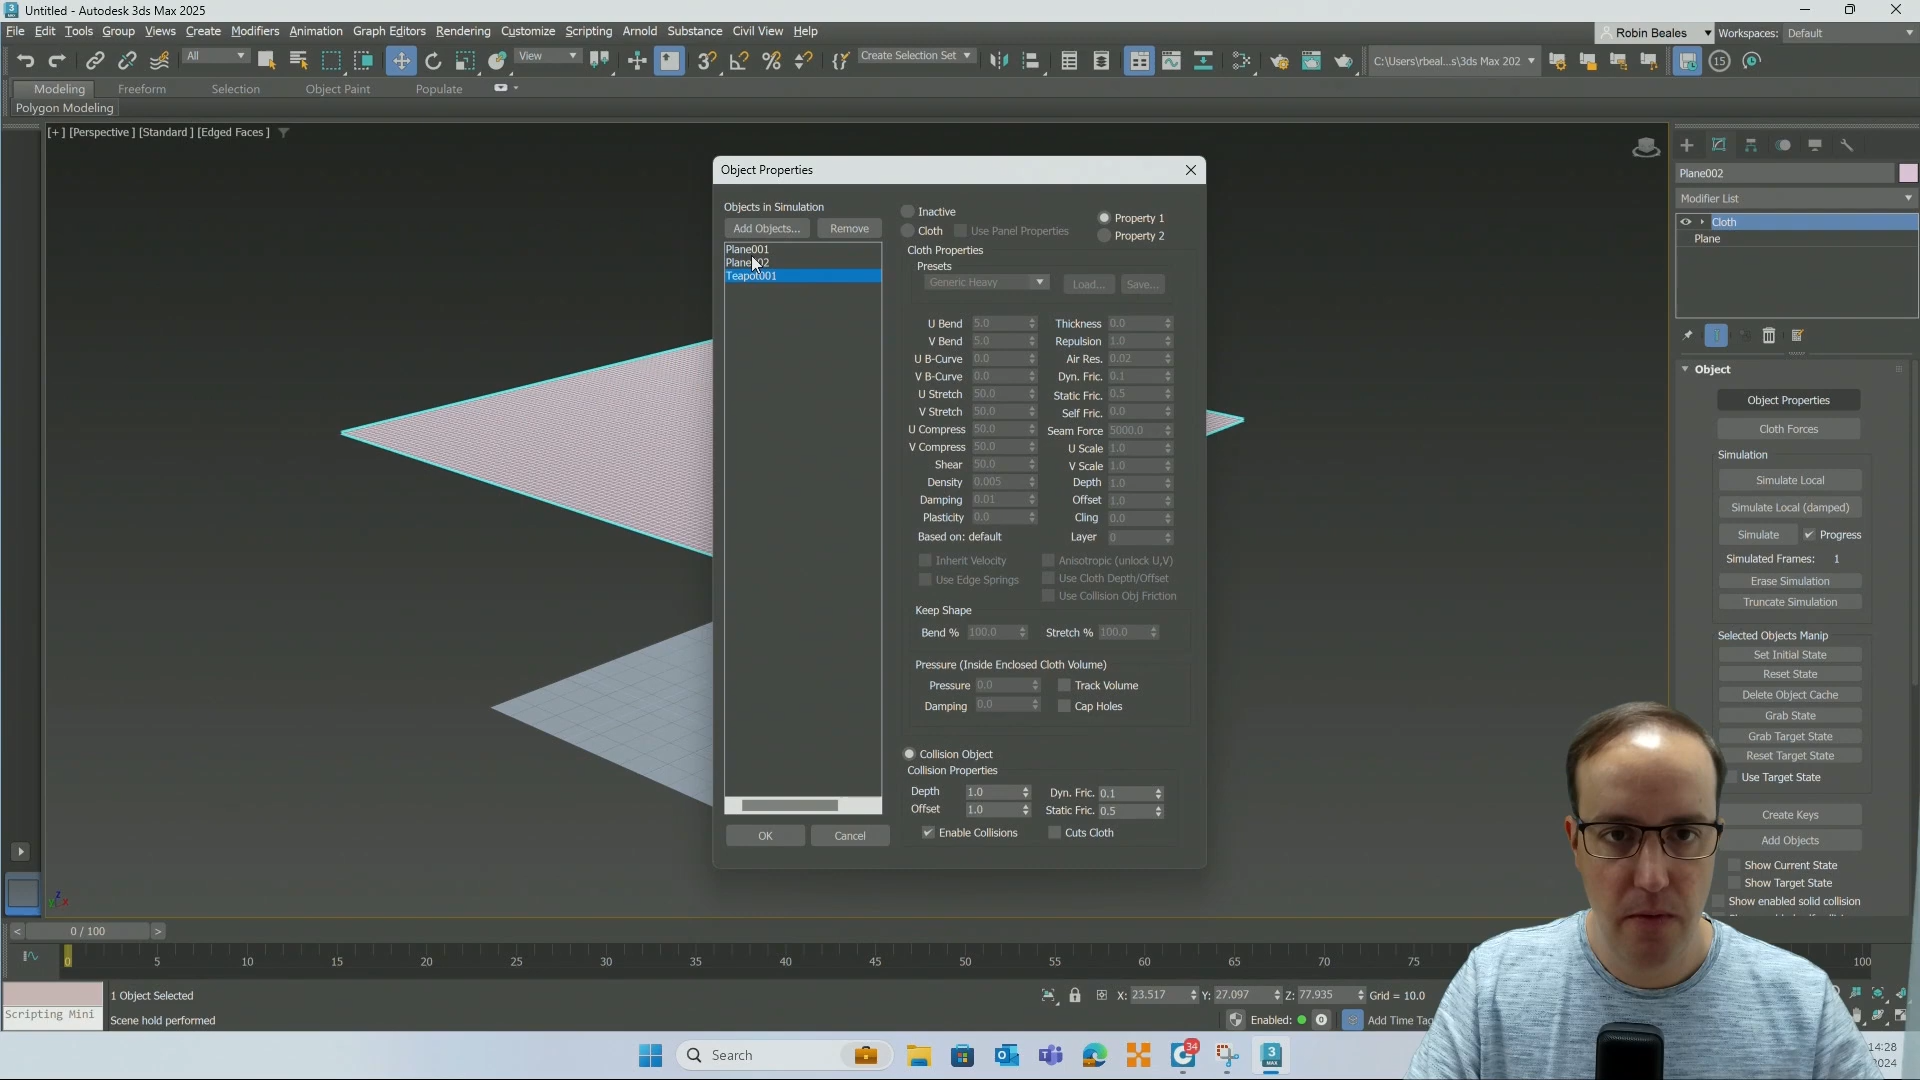 Untitled - Autodesk 3ds Max 2025
File Edit Tools Group Views Create Modifiers Animation Graph Editors Rendering Customize Scripting Arnold Substance Civil View Help
Robin Beales Workspaces: Default
All View Create Selection Set C:\Users\rbeal...s\3ds Max 202 15
Modeling Freeform Selection Object Paint Populate
Polygon Modeling
[+] [Perspective] [Standard] [Edged Faces]
Object Properties
Objects in Simulation
Add Objects... Remove
Plane001
Teapot001
OK Cancel
Inactive
Cloth Use Panel Properties
Property 1
Property 2
Cloth Properties
Presets
Generic Heavy Load... Save...
U Bend 5.0 Thickness 0.0
V Bend 5.0 Repulsion 1.0
U B-Curve 0.0 Air Res. 0.02
V B-Curve 0.0 Dyn. Fric. 0.1
U Stretch 50.0 Static Fric. 0.5
V Stretch 50.0 Self Fric. 0.0
U Compress 50.0 Seam Force 5000.0
V Compress 50.0 U Scale 1.0
Shear 50.0 V Scale 1.0
Density 0.005 Depth 1.0
Damping 0.01 Offset 1.0
Plasticity 0.0 Cling 0.0
Based on: default Layer 0
Inherit Velocity Anisotropic (unlock U,V)
Use Edge Springs Use Cloth Depth/Offset
Use Collision Obj Friction
Keep Shape
Bend % 100.0 Stretch % 100.0
Pressure (Inside Enclosed Cloth Volume)
Pressure 0.0 Track Volume
Damping 0.0 Cap Holes
Collision Object
Collision Properties
Depth 1.0 Dyn. Fric. 0.1
Offset 1.0 Static Fric. 0.5
Enable Collisions Cuts Cloth
Plane002
Modifier List
Cloth
Plane
Object
Object Properties
Cloth Forces
Simulation
Simulate Local
Simulate Local (damped)
Simulate Progress
Simulated Frames: 1
Erase Simulation
Truncate Simulation
Selected Objects Manip
Set Initial State
Reset State
Delete Object Cache
Grab State
Grab Target State
Reset Target State
Use Target State
Create Keys
Add Objects
Show Current State
Show Target State
Show enabled solid collision
z
x
< 0 / 100 >
0 5 10 15 20 25 30 35 40 45 50 55 60 65 70 75 100
1 Object Selected X: 23.517 Y: 27.097 Z: 77.935 Grid = 10.0
Scripting Mini Scene hold performed Enabled: Add Time Tag
Search 34 3 MAX
14:28